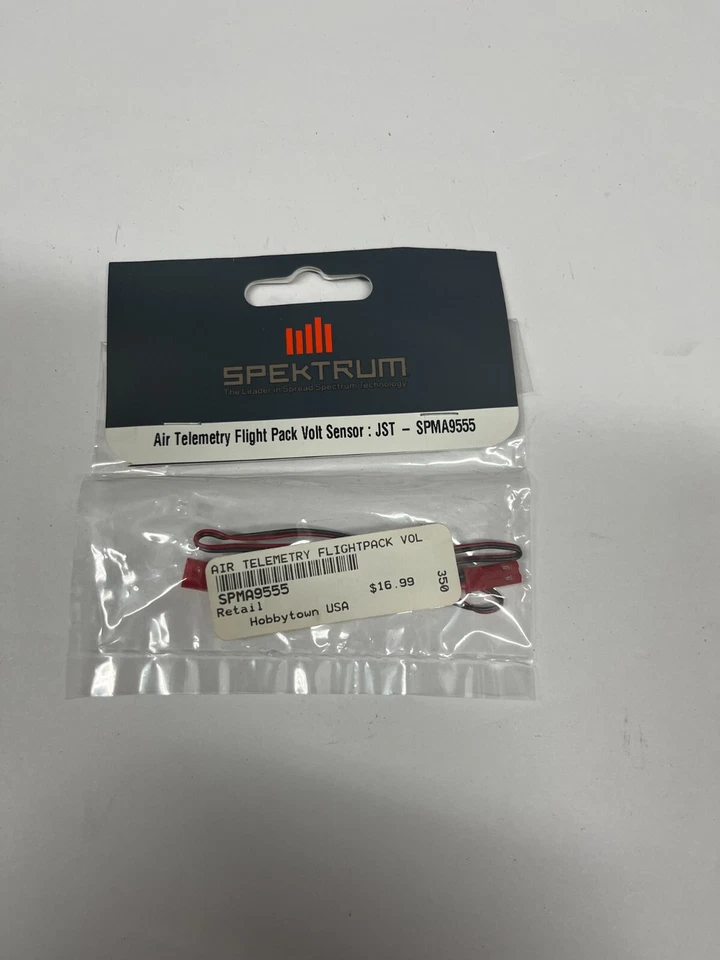 SPEKTRUM
The Leader in Spread Spectrum Technology
Air Telemetry Flight Pack Volt Sensor : JST – SPMA9555
AIR TELEMETRY FLIGHTPACK VOL
SPMA9555
$16.99
350
Retail
Hobbytown USA